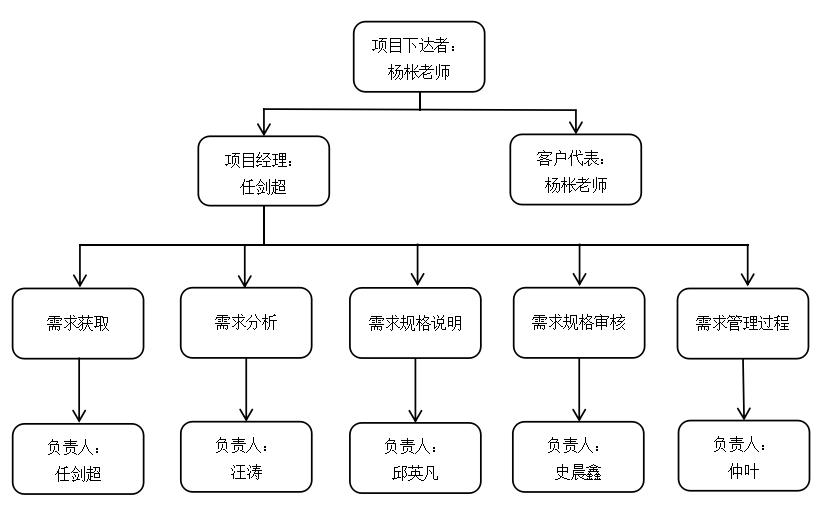 项目下达者：
杨枨老师
项目经理：
任剑超
客户代表：
杨枨老师
需求获取
需求分析
需求规格说明
需求规格审核
需求管理过程
负责人：
任剑超
负责人：
汪涛
负责人：
邱英凡
负责人：
史晨鑫
负责人：
仲叶